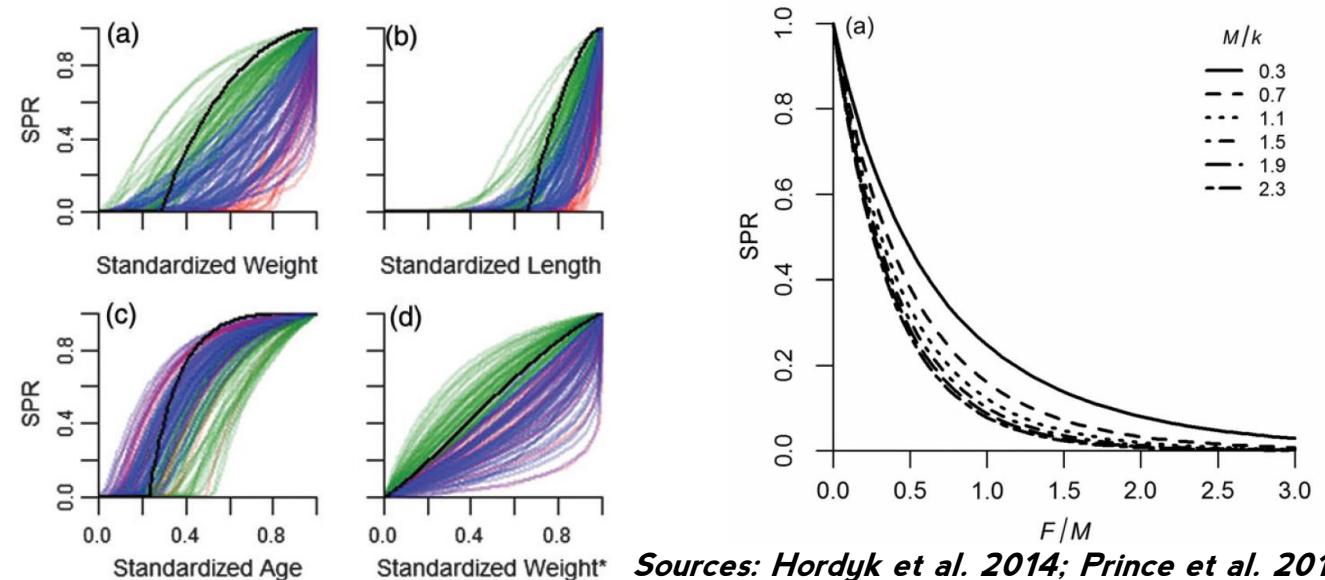 (a)
(b)
SPR
0.0 0.4 0.8
Standardized Weight
Standardized Length
(c)
(d)
SPR
0.0 0.4 0.8
0.0 0.4 0.8
0.0 0.4 0.8
Standardized Age
Standardized Weight*
(a)
M/k
0.3
0.7
1.1
1.5
1.9
2.3
SPR
0.0 0.2 0.4 0.6 0.8 1.0
0.0 0.5 1.0 1.5 2.0 2.5 3.0
F/M
Sources: Hordyk et al. 2014; Prince et al. 201